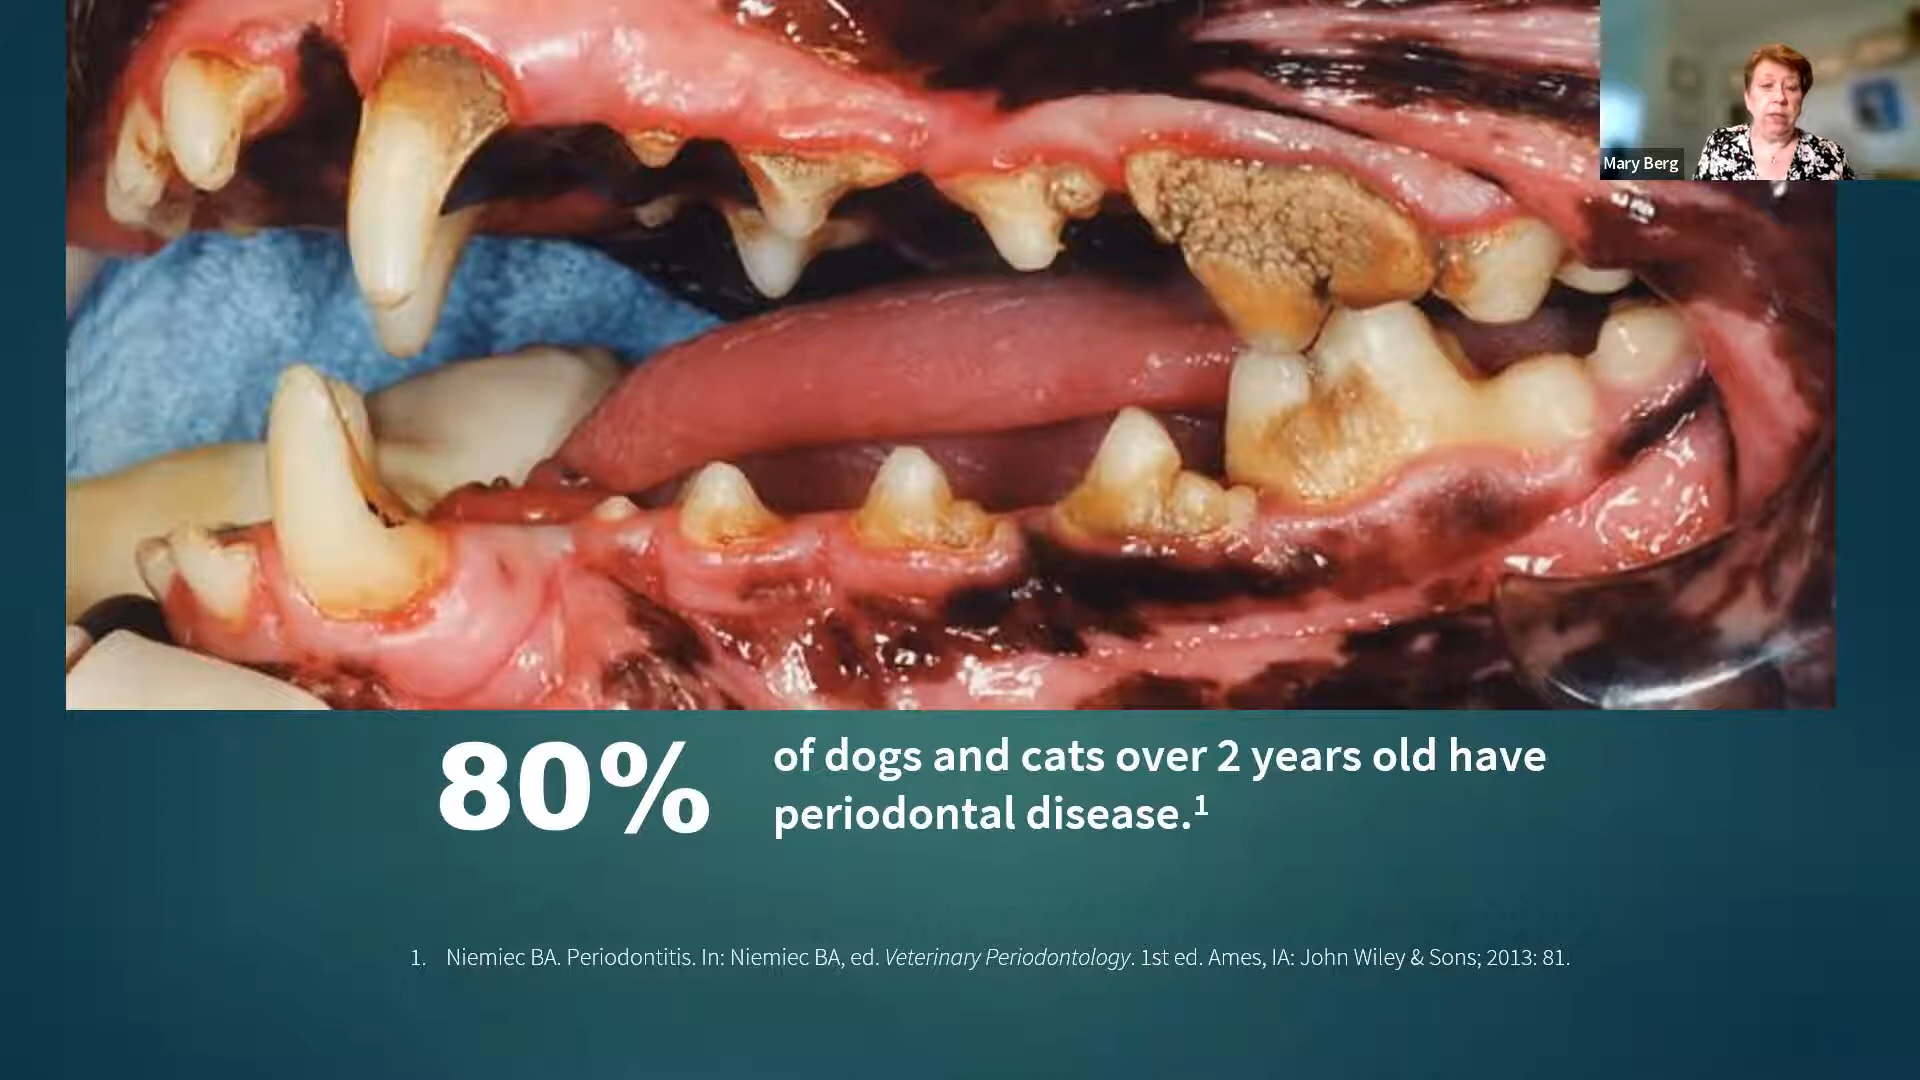 Mary Berg
80%
of dogs and cats over 2 years old have
periodontal disease.¹
1. Niemiec BA. Periodontitis. In: Niemiec BA, ed. Veterinary Periodontology. 1st ed. Ames, IA: John Wiley & Sons; 2013: 81.